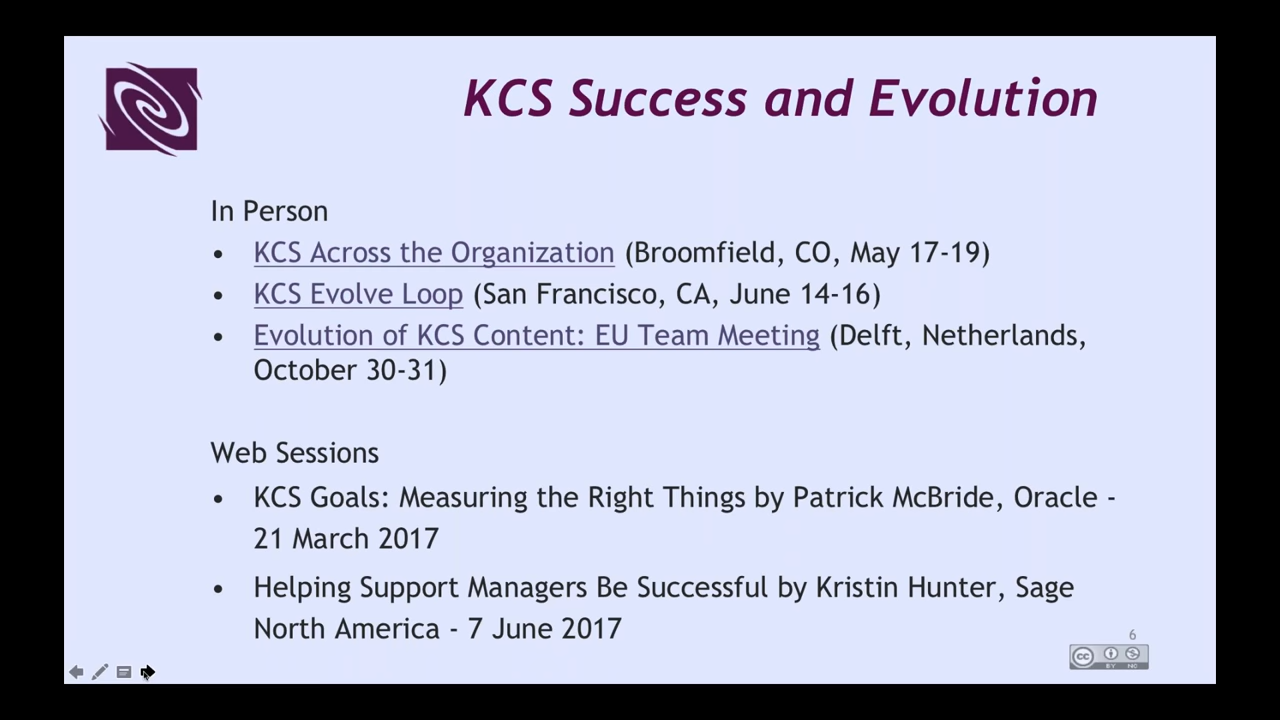 KCS Success and Evolution
In Person
• KCS Across the Organization (Broomfield, CO, May 17-19)
• KCS Evolve Loop (San Francisco, CA, June 14-16)
• Evolution of KCS Content: EU Team Meeting (Delft, Netherlands,
October 30-31)
Web Sessions
• KCS Goals: Measuring the Right Things by Patrick McBride, Oracle -
21 March 2017
• Helping Support Managers Be Successful by Kristin Hunter, Sage
North America - 7 June 2017
6
cc
BY NC